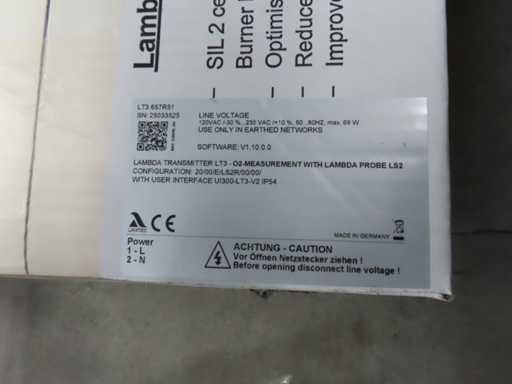 Lamb
– SIL 2 ce
Burner
– Optimis
– Reduce
– Improve
LT3 657R51
ISN: 25033525
LINE VOLTAGE
120VAC /-30 %...230 VAC /+10 %, 50...60HZ, max. 69 W
USE ONLY IN EARTHED NETWORKS
SOFTWARE: V1.10.0.0
LAMBDA TRANSMITTER LT3 - O2-MEASUREMENT WITH LAMBDA PROBE LS2
CONFIGURATION: 20/00/E/LS2R/00/00/
WITH USER INTERFACE UI300-LT3-V2 IP54
LAMTEC
CE
MADE IN GERMANY
Power
1 - L
2 - N
ACHTUNG - CAUTION
Vor Öffnen Netzstecker ziehen !
Before opening disconnect line voltage !